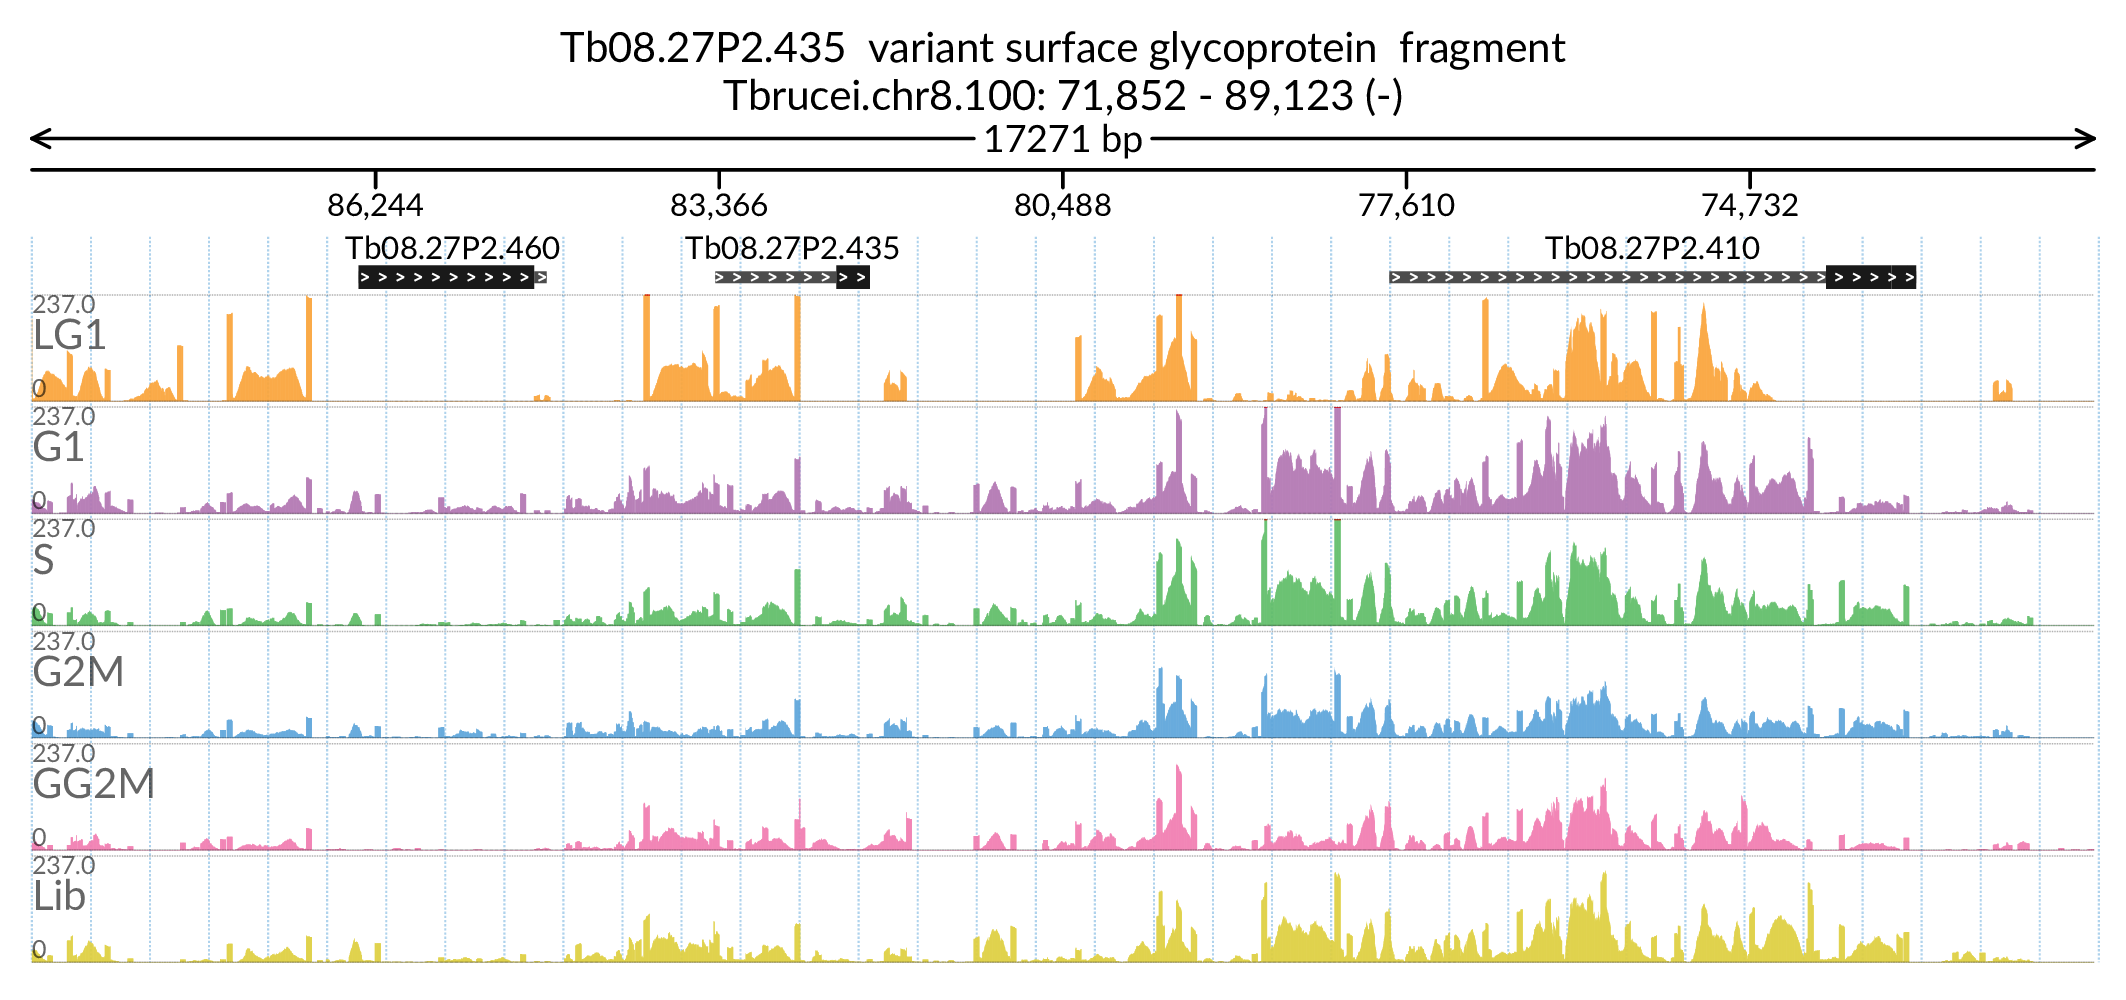 Tb08.27P2.435 variant surface glycoprotein fragment
Tbrucei.chr8.100: 71,852 - 89,123 (-)
17271 bp
86,244 83,366 80,488 77,610 74,732
Tb08.27P2.460 Tb08.27P2.435 Tb08.27P2.410
237.0
LG1
0
237.0
G1
0
237.0
S
0
237.0
G2M
0
237.0
GG2M
0
237.0
Lib
0